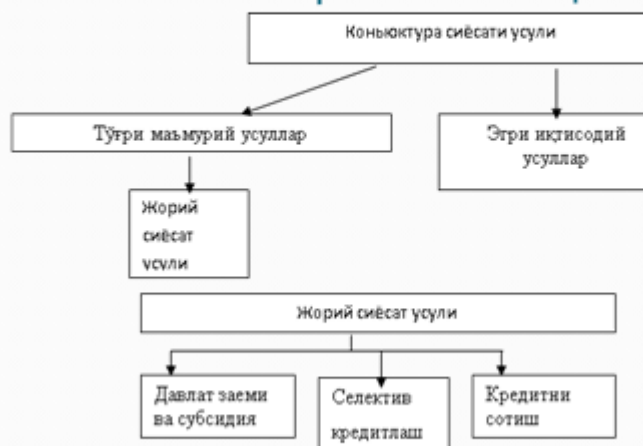 Коньюктура сиёсати усули
Тўғри маъмурий усуллар
Эгри иқтисодий
усуллар
Жорий
сиёсат
усули
Жорий сиёсат усули
Давлат заеми
ва субсидия
Селектив
кредитлаш
Кредитни
сотиш